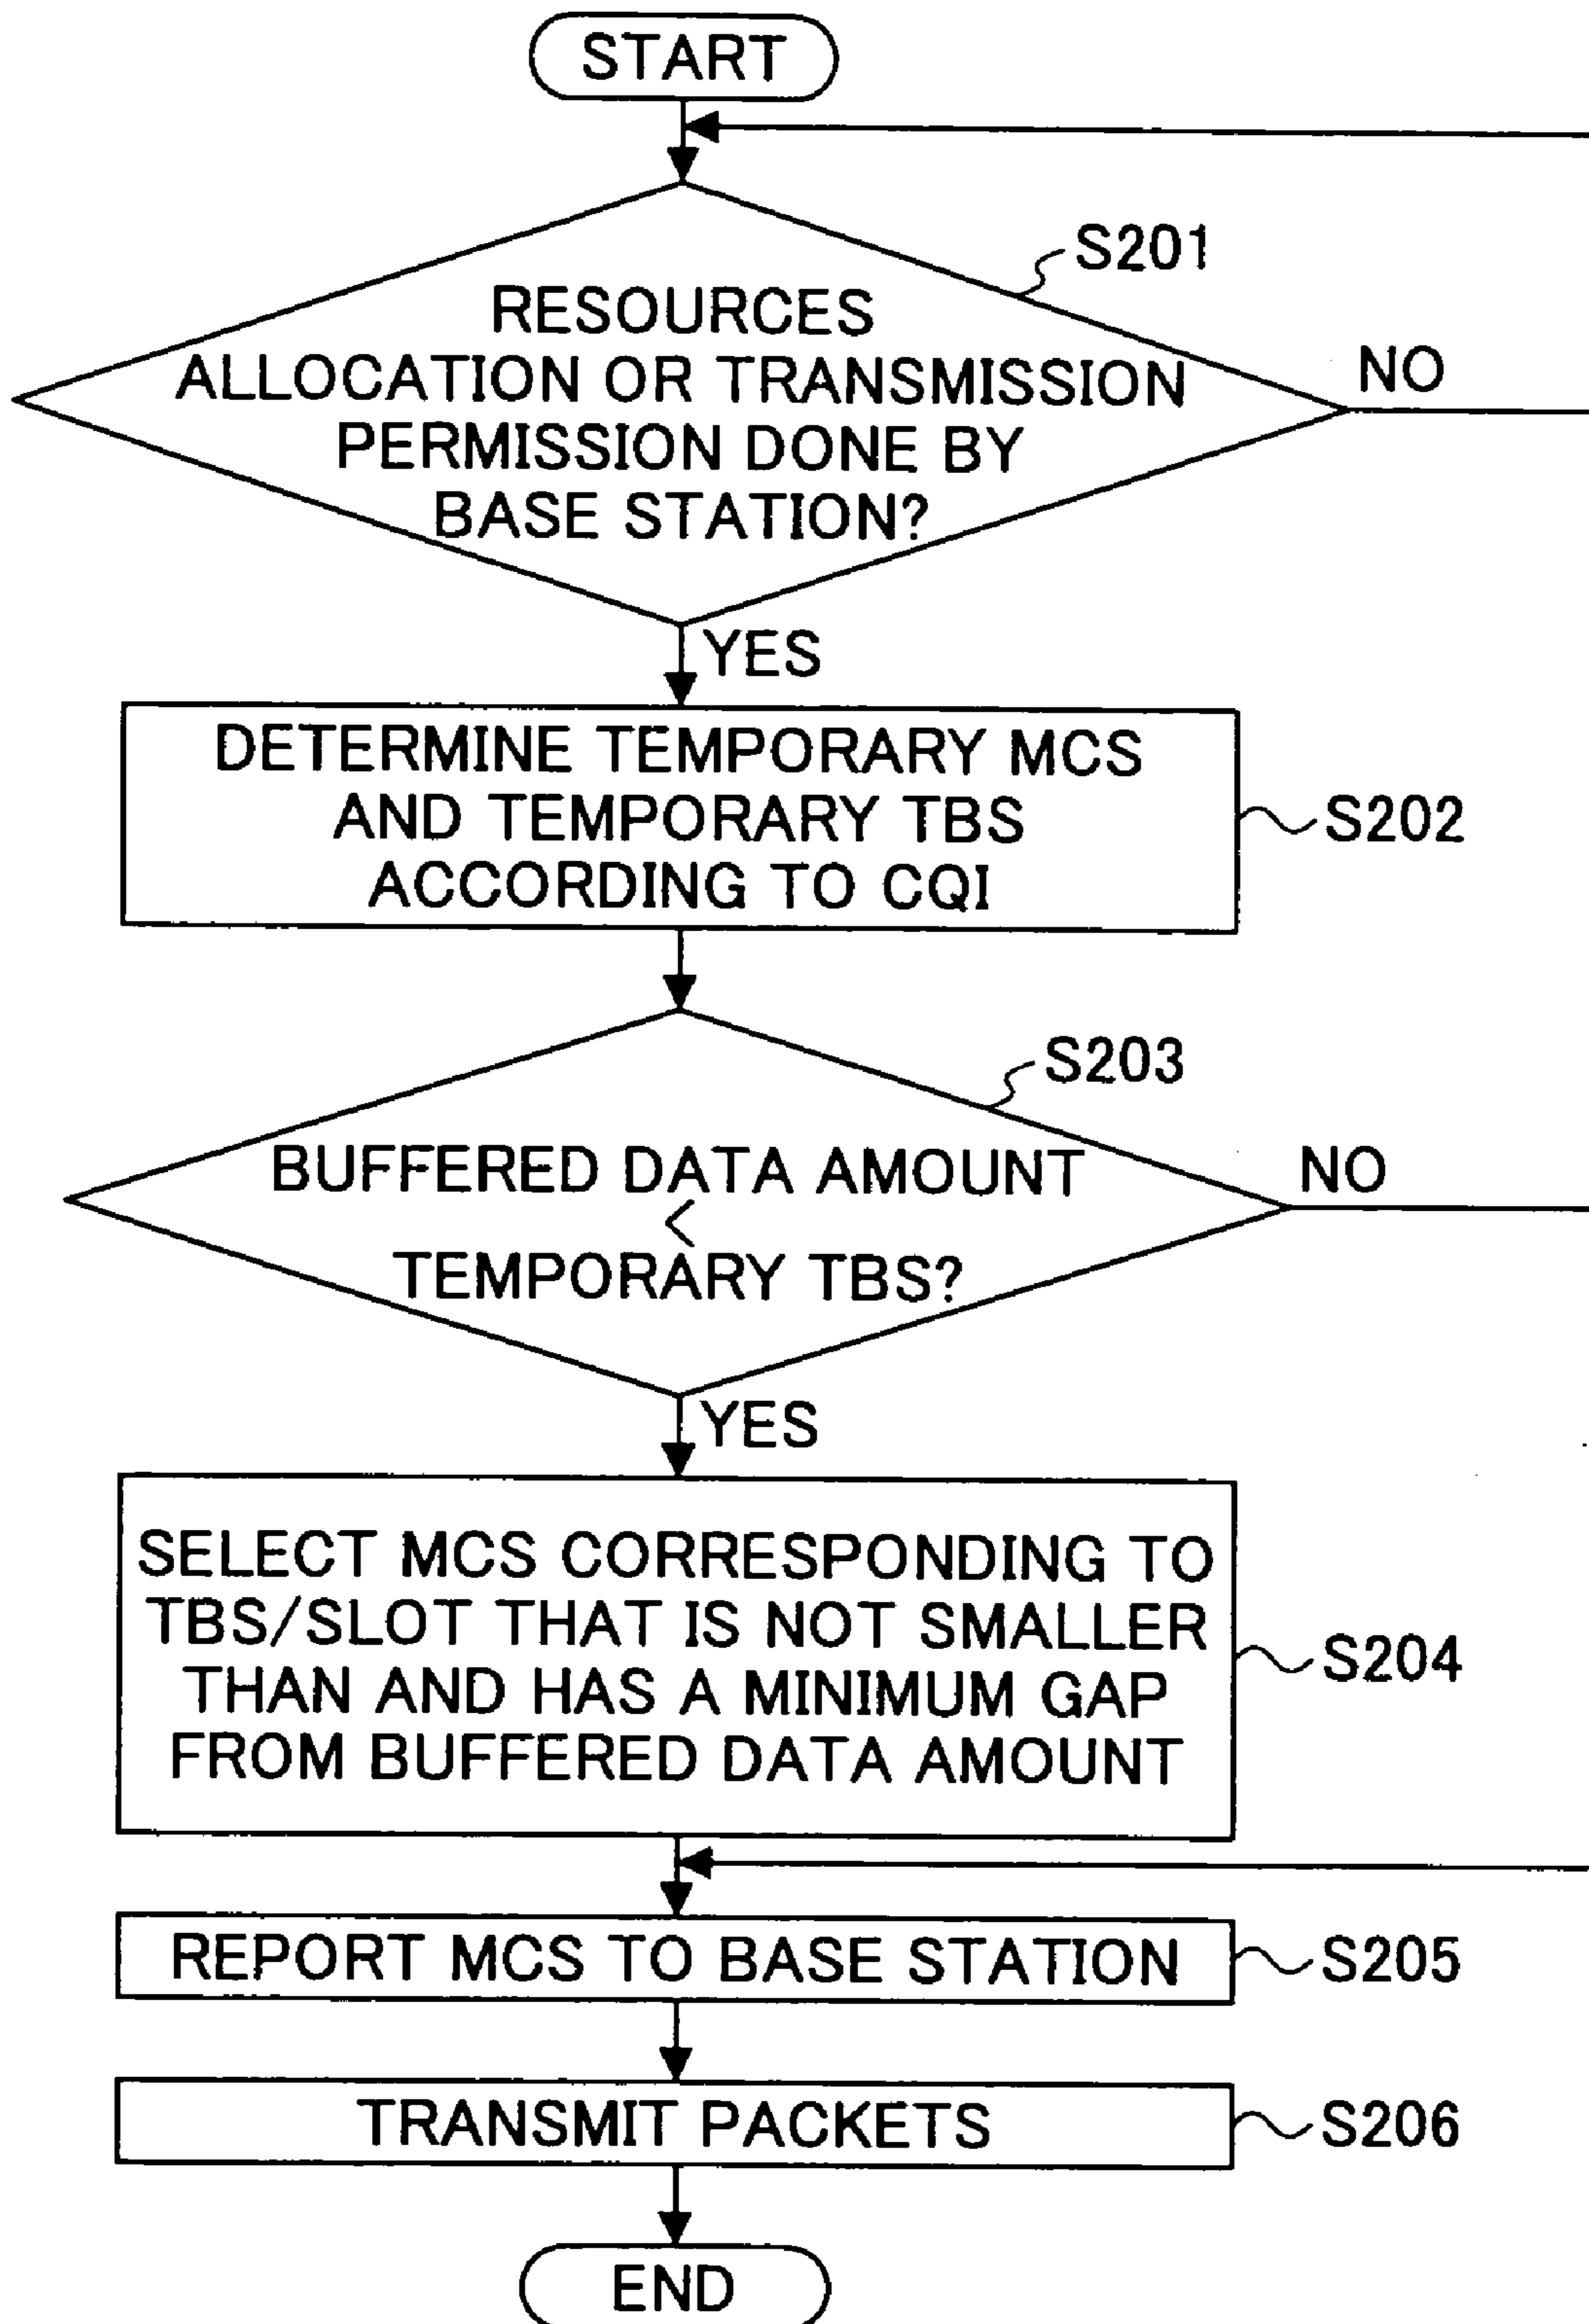 START
S201
RESOURCES
ALLOCATION OR TRANSMISSION
PERMISSION DONE BY
BASE STATION?
NO
YES
DETERMINE TEMPORARY MCS
AND TEMPORARY TBS
ACCORDING TO CQI
S202
S203
BUFFERED DATA AMOUNT
<
TEMPORARY TBS?
NO
YES
SELECT MCS CORRESPONDING TO
TBS/SLOT THAT IS NOT SMALLER
THAN AND HAS A MINIMUM GAP
FROM BUFFERED DATA AMOUNT
S204
REPORT MCS TO BASE STATION
S205
TRANSMIT PACKETS
S206
END